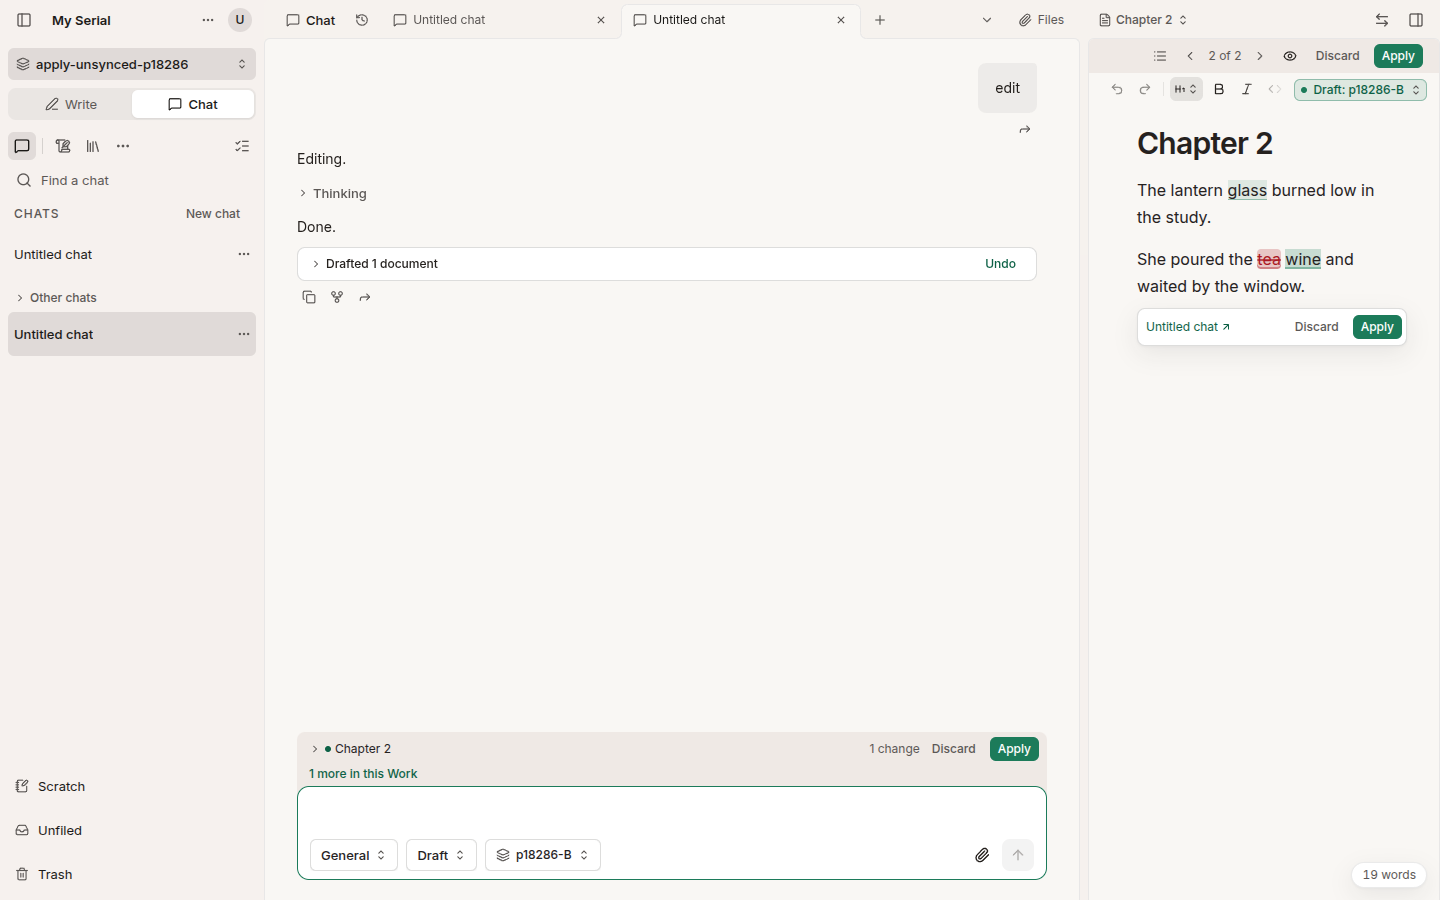 My Serial
U
apply-unsynced-p18286
Write
Chat
Find a chat
CHATS
New chat
Untitled chat
Other chats
Untitled chat
Scratch
Unfiled
Trash
Chat
Untitled chat
Untitled chat
Files
edit
Editing.
Thinking
Done.
Drafted 1 document
Undo
Chapter 2
1 change
Discard
Apply
1 more in this Work
General
Draft
p18286-B
Chapter 2
2 of 2
Discard
Apply
H1
B
I
Draft: p18286-B
Chapter 2
The lantern glass burned low in
the study.
She poured the tea wine and
waited by the window.
Untitled chat
Discard
Apply
19 words